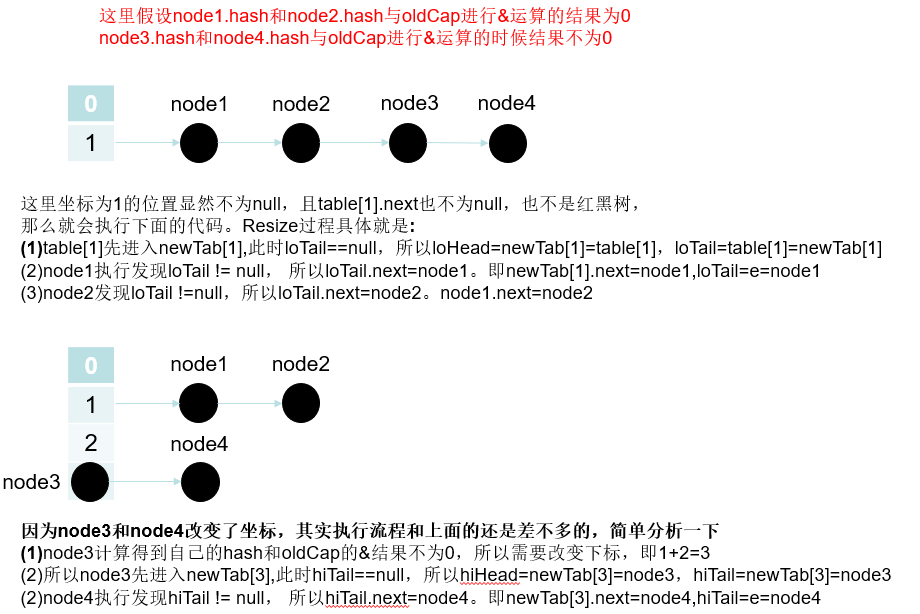 这里假设node1.hash和node2.hash与oldCap进行&运算的结果为0
node3.hash和node4.hash与oldCap进行&运算的时候结果不为0
0
node1 node2 node3 node4
1
这里坐标为1的位置显然不为null，且table[1].next也不为null，也不是红黑树，
那么就会执行下面的代码。Resize过程具体就是:
(1)table[1]先进入newTab[1],此时loTail==null，所以loHead=newTab[1]=table[1]，loTail=table[1]=newTab[1]
(2)node1执行发现loTail != null， 所以loTail.next=node1。即newTab[1].next=node1,loTail=e=node1
(3)node2发现loTail !=null，所以loTail.next=node2。node1.next=node2
0
node1 node2
1
2
node4
node3
因为node3和node4改变了坐标，其实执行流程和上面的还是差不多的，简单分析一下
(1)node3计算得到自己的hash和oldCap的&结果不为0，所以需要改变下标，即1+2=3
(2)所以node3先进入newTab[3],此时hiTail==null，所以hiHead=newTab[3]=node3，hiTail=newTab[3]=node3
(2)node4执行发现hiTail != null， 所以hiTail.next=node4。即newTab[3].next=node4,hiTail=e=node4